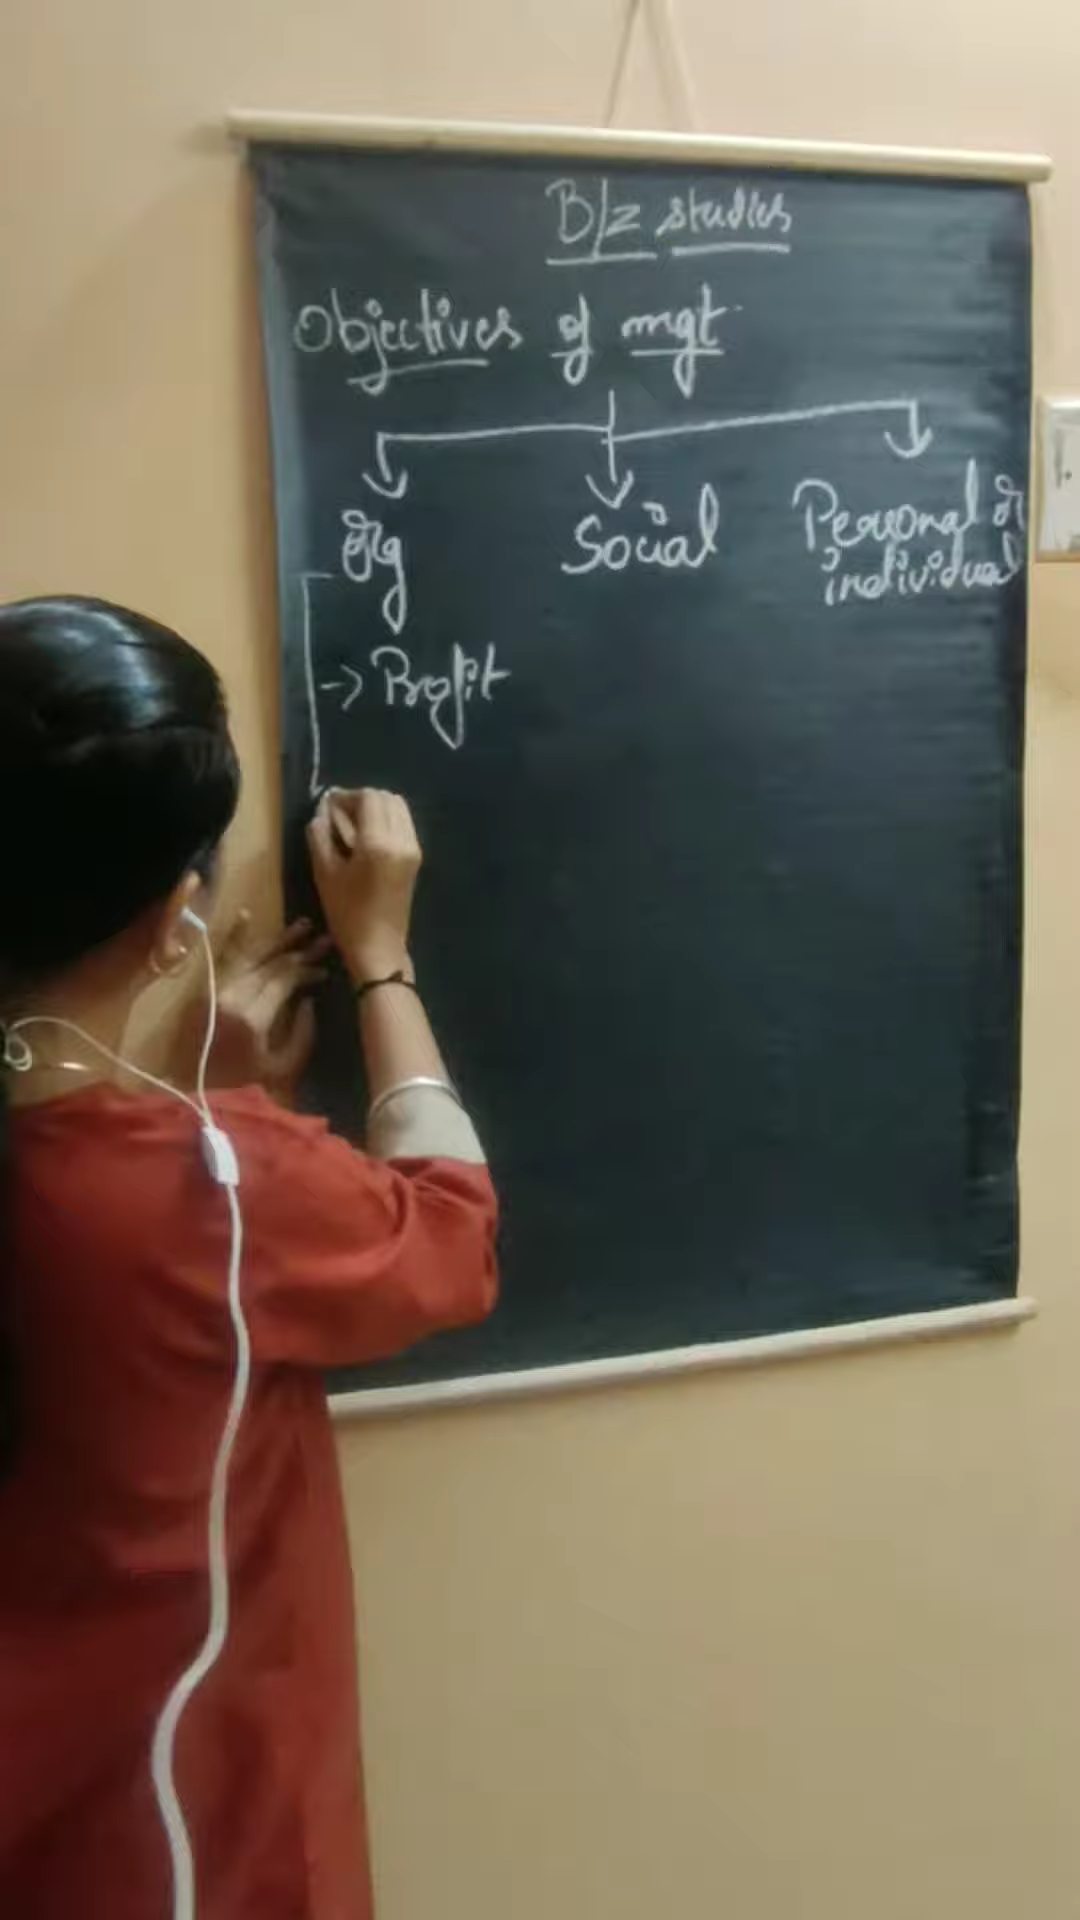 B/z studies
Objectives of mgt
Org
Social
Personal or
individual
→ Profit